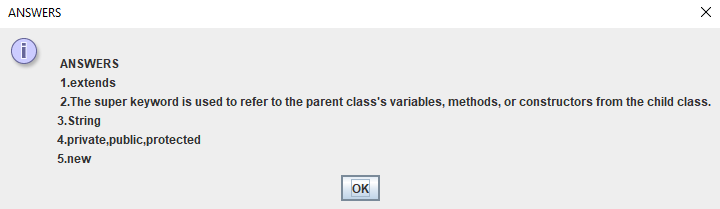 ANSWERS
ANSWERS
1.extends
2.The super keyword is used to refer to the parent class's variables, methods, or constructors from the child class.
3.String
4.private,public,protected
5.new
OK